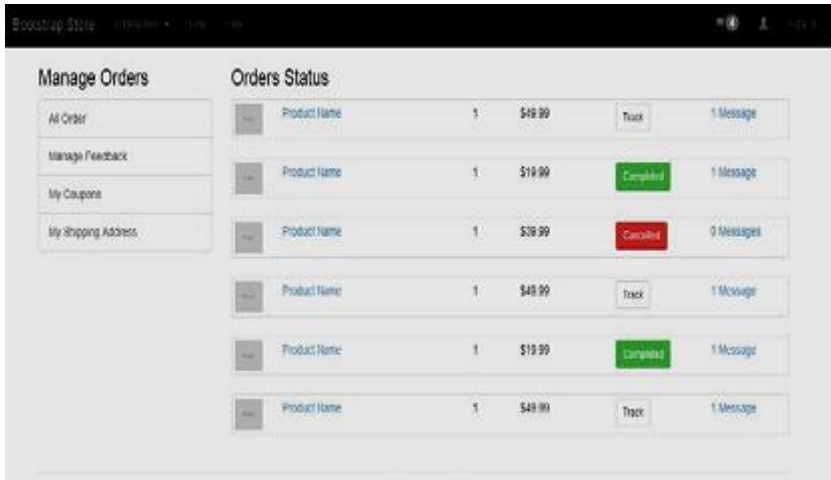 Bootstrap Store
4
Manage Orders
All Order
Manage Feedback
My Coupons
My Shipping Address
Orders Status
Product Name 1 $49.99 Track 1 Message
Product Name 1 $19.99 Completed 1 Message
Product Name 1 $39.99 Cancelled 0 Messages
Product Name 1 $49.99 Track 1 Message
Product Name 1 $19.99 Completed 1 Message
Product Name 1 $49.99 Track 1 Message